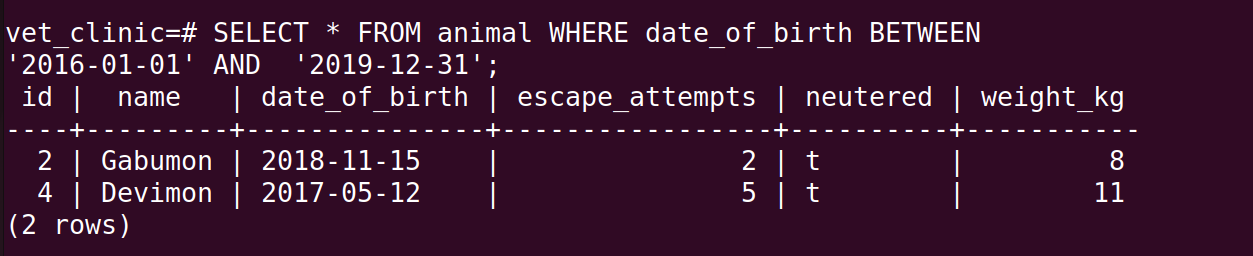 vet_clinic=# SELECT * FROM animal WHERE date_of_birth BETWEEN
'2016-01-01' AND  '2019-12-31';
 id |  name   | date_of_birth | escape_attempts | neutered | weight_kg
----+---------+---------------+-----------------+----------+-----------
  2 | Gabumon | 2018-11-15    |               2 | t        |         8
  4 | Devimon | 2017-05-12    |               5 | t        |        11
(2 rows)